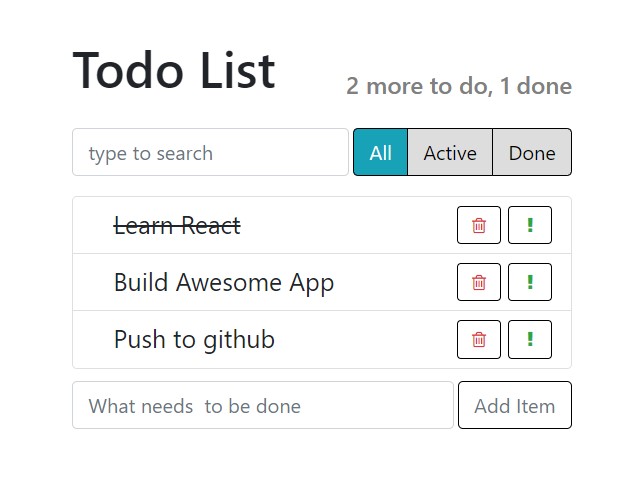 Todo List
2 more to do, 1 done
type to search
All Active Done
Learn React
!
Build Awesome App
!
Push to github
!
What needs  to be done
Add Item